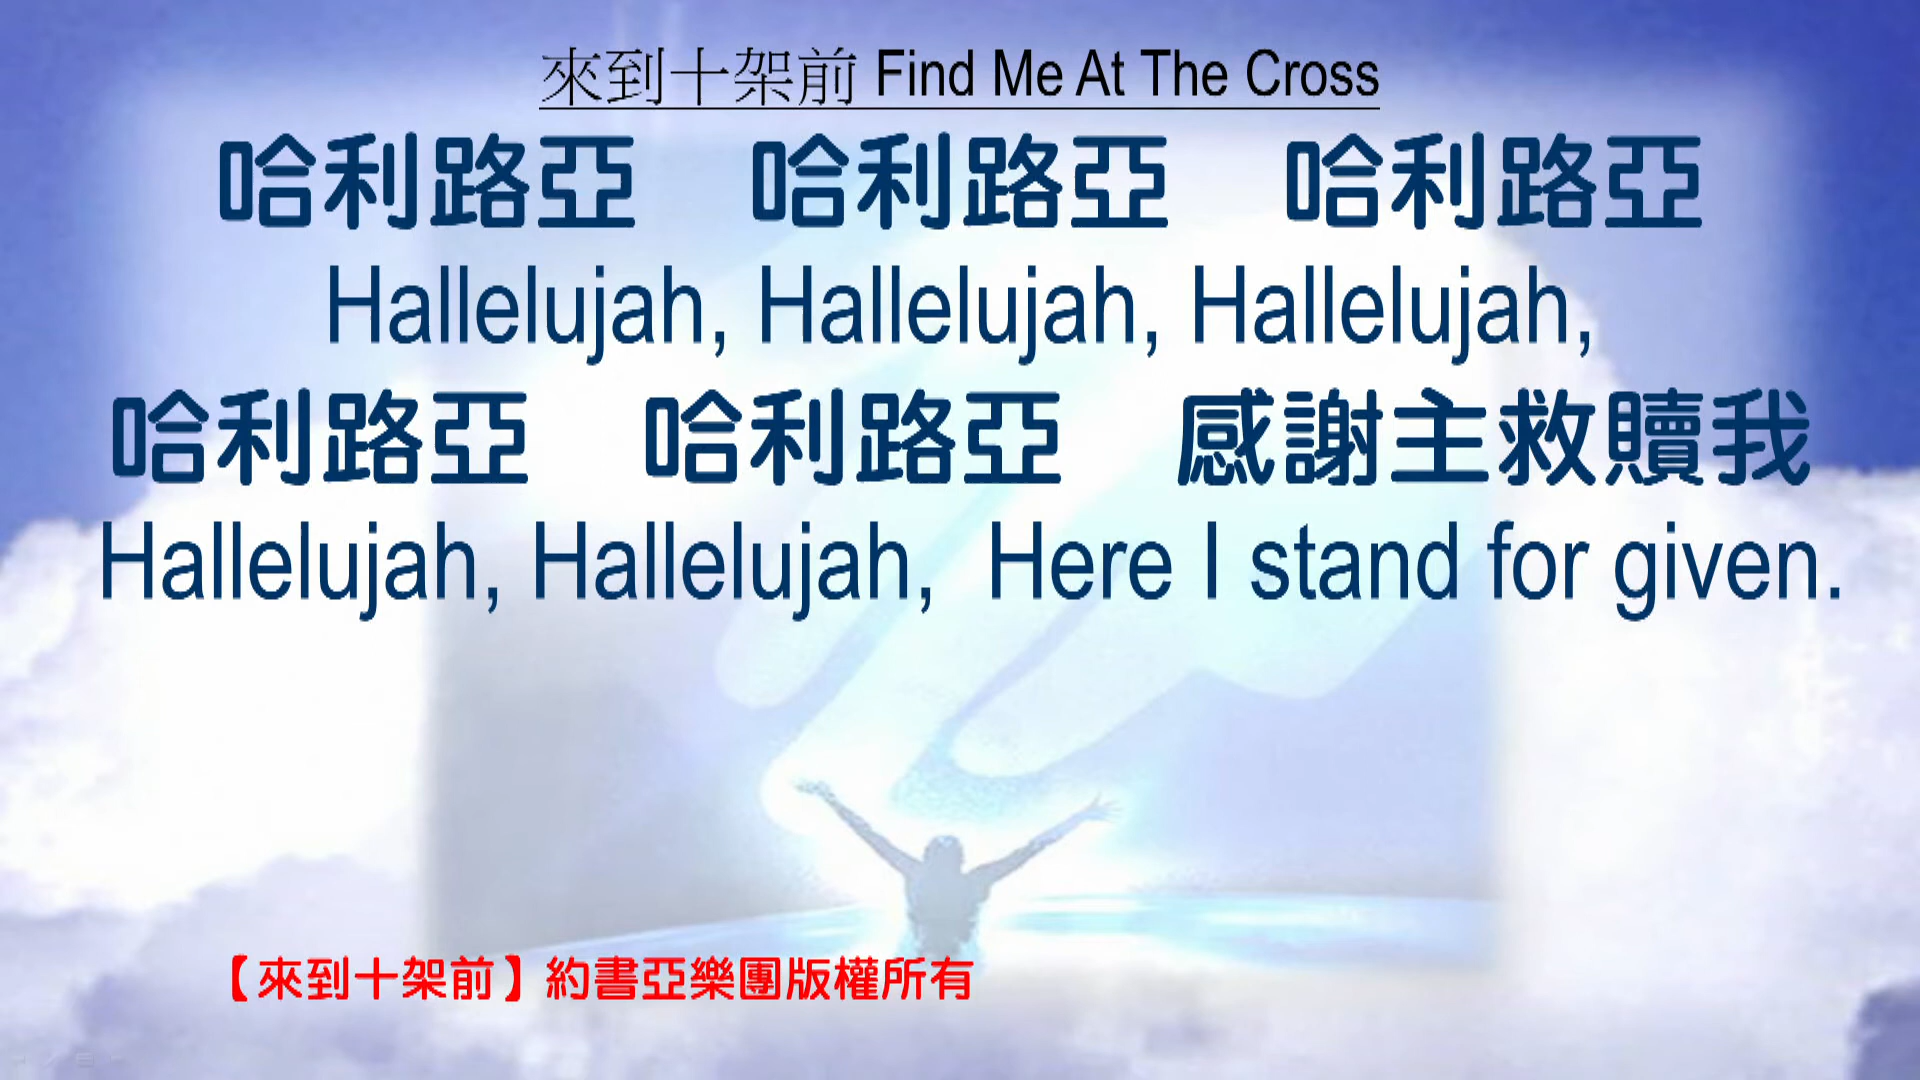 來到十架前 Find Me At The Cross
哈利路亞　哈利路亞　哈利路亞
Hallelujah, Hallelujah, Hallelujah,
哈利路亞　哈利路亞　感謝主救贖我
Hallelujah, Hallelujah,  Here I stand for given.
【來到十架前】約書亞樂團版權所有